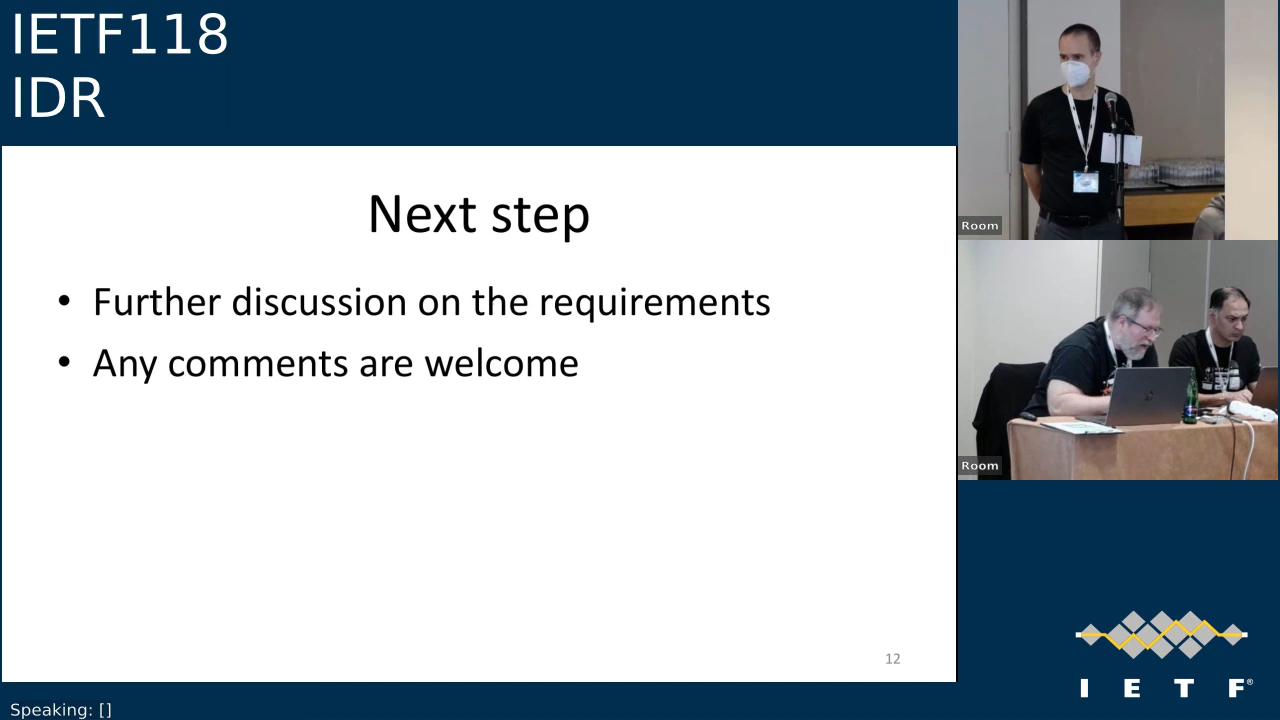 IETF118
IDR
Next step
• Further discussion on the requirements
• Any comments are welcome
12
Room
Room
I E T F®
Speaking: []